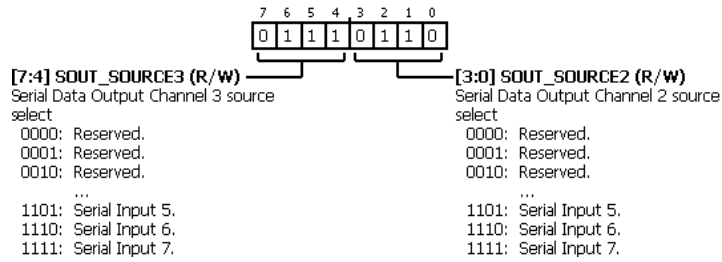 7 6 5 4 3 2 1 0
0 1 1 1 0 1 1 0
[7:4] SOUT_SOURCE3 (R/W)
Serial Data Output Channel 3 source
select
0000: Reserved.
0001: Reserved.
0010: Reserved.
...
1101: Serial Input 5.
1110: Serial Input 6.
1111: Serial Input 7.
[3:0] SOUT_SOURCE2 (R/W)
Serial Data Output Channel 2 source
select
0000: Reserved.
0001: Reserved.
0010: Reserved.
...
1101: Serial Input 5.
1110: Serial Input 6.
1111: Serial Input 7.